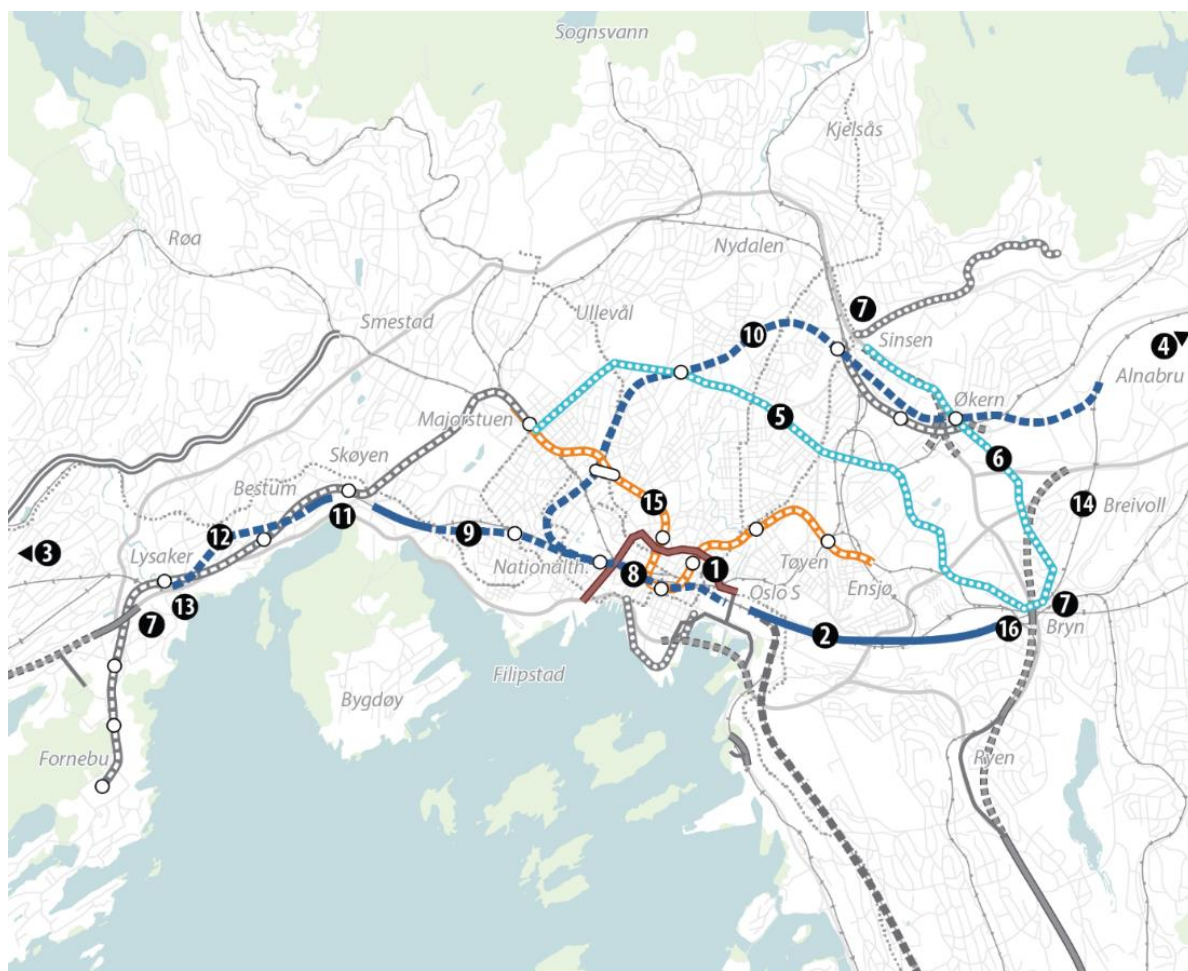 Sognsvann
Kjelsås
Røa
Nydalen
7
Ullevål
Smestad
Sinsen
10
4
Alnabru
Økern
Majorstuen
5
6
Skøyen
Bestum
15
14
Breivoll
11
12
9
3
Lysaker
Nationalth.
8
1
Tøyen
Ensjø
13
Oslo S
7
7
16
Bryn
2
Filipstad
Bygdøy
Fornebu
Ryen